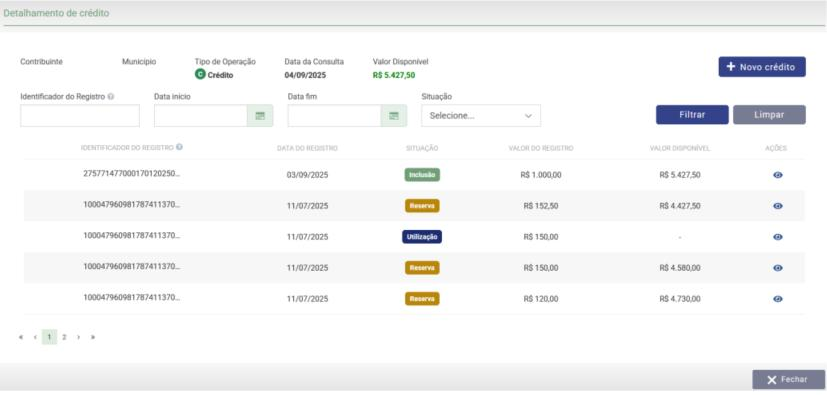 Detalhamento de crédito
Contribuinte Município Tipo de Operação Data da Consulta Valor Disponível
C Crédito 04/09/2025 R$ 5.427,50
+ Novo crédito
Identificador do Registro Data início Data fim Situação
Selecione...
Filtrar Limpar
IDENTIFICADOR DO REGISTRO DATA DO REGISTRO SITUAÇÃO VALOR DO REGISTRO VALOR DISPONÍVEL AÇÕES
275771477000170120250... 03/09/2025 Inclusão R$ 1.000,00 R$ 5.427,50
100047960981787411370... 11/07/2025 Reserva R$ 152,50 R$ 4.427,50
100047960981787411370... 11/07/2025 Utilização R$ 150,00 -
100047960981787411370... 11/07/2025 Reserva R$ 150,00 R$ 4.580,00
100047960981787411370... 11/07/2025 Reserva R$ 120,00 R$ 4.730,00
« ‹ 1 2 › »
X Fechar